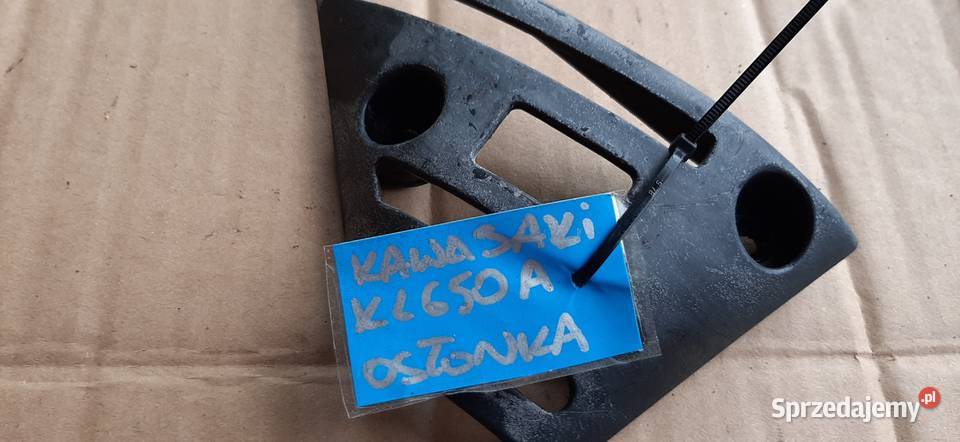 KAWASAKi
KL650A
OSŁONKA
Sprzedajemy.pl